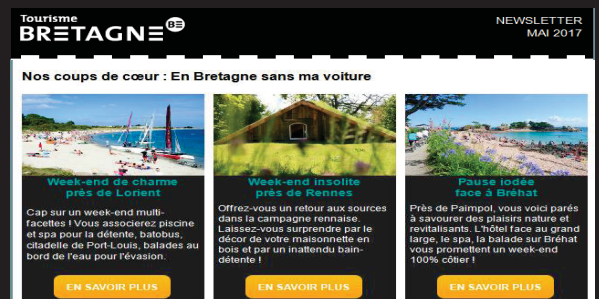 Tourisme
BRETAGNE BE
NEWSLETTER
MAI 2017
Nos coups de cœur : En Bretagne sans ma voiture
Week-end de charme
près de Lorient
Cap sur un week-end multi-
facettes ! Vous associerez piscine
et spa pour la détente, batobus,
citadelle de Port-Louis, balades au
bord de l'eau pour l'évasion.
EN SAVOIR PLUS
Week-end insolite
près de Rennes
Offrez-vous un retour aux sources
dans la campagne rennaise.
Laissez-vous surprendre par le
décor de votre maisonnette en
bois et par un inattendu bain-
détente !
EN SAVOIR PLUS
Pause iodée
face à Bréhat
Près de Paimpol, vous voici parés
à savourer des plaisirs nature et
revitalisants. L'hôtel face au grand
large, le spa, la balade sur Bréhat
vous promettent un week-end
100% côtier !
EN SAVOIR PLUS